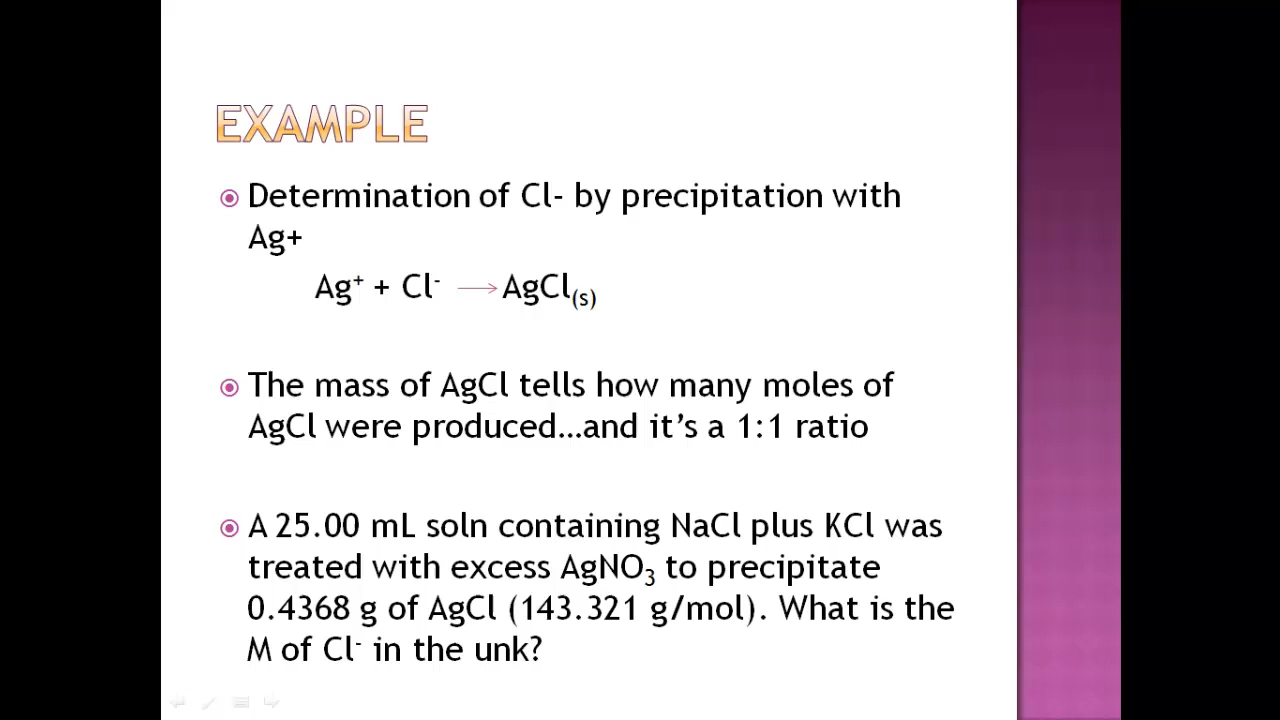 EXAMPLE
Determination of Cl- by precipitation with
Ag+
Ag⁺ + Cl⁻ ⟶ AgCl₍s₎
The mass of AgCl tells how many moles of
AgCl were produced…and it’s a 1:1 ratio
A 25.00 mL soln containing NaCl plus KCl was
treated with excess AgNO₃ to precipitate
0.4368 g of AgCl (143.321 g/mol). What is the
M of Cl⁻ in the unk?